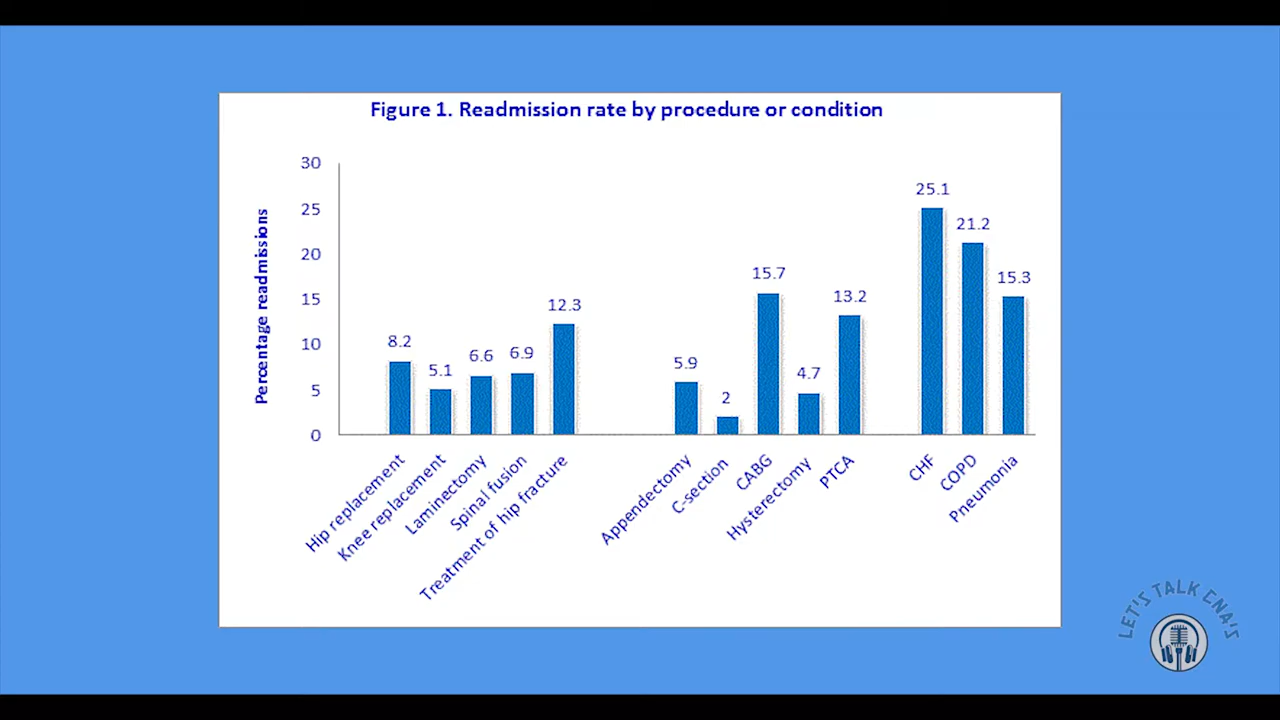 Figure 1. Readmission rate by procedure or condition
Percentage readmissions
30
25
20
15
10
5
0
8.2
5.1
6.6
6.9
12.3
5.9
2
15.7
4.7
13.2
25.1
21.2
15.3
Hip replacement
Knee replacement
Laminectomy
Spinal fusion
Treatment of hip fracture
Appendectomy
C-section
CABG
Hysterectomy
PTCA
CHF
COPD
Pneumonia
LET'S TALK CNA'S